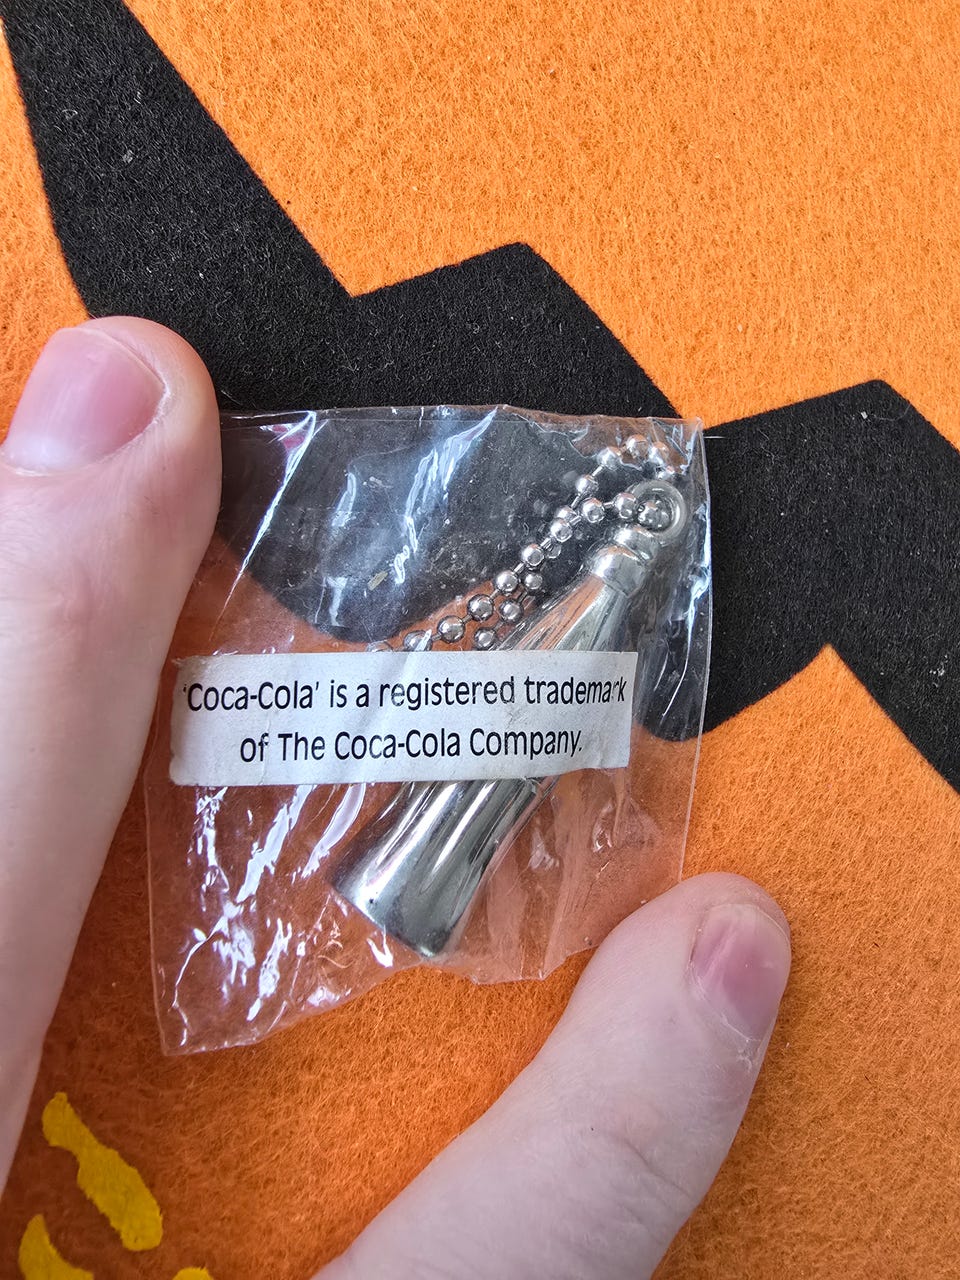 ‘Coca-Cola’ is a registered trademark
of The Coca-Cola Company.